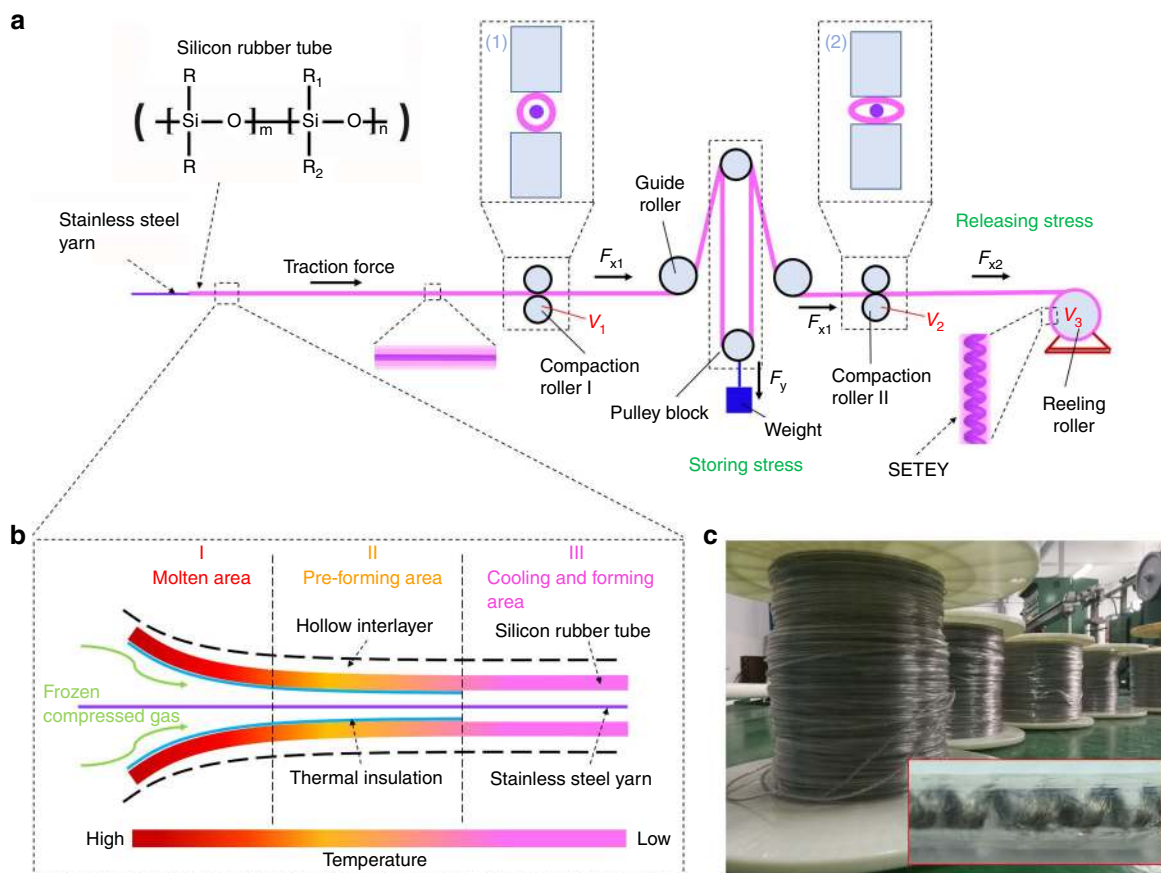 a
Silicon rubber tube
R
R1
( [ Si O ]m [ Si O ]n )
R
R2
Stainless steel
yarn
Traction force
(1)
Fx1
V1
Compaction
roller I
Guide
roller
Pulley block
Fy
Weight
Storing stress
(2)
Fx1
V2
Compaction
roller II
Releasing stress
Fx2
V3
Reeling
roller
SETEY
b
I
Molten area
II
Pre-forming area
III
Cooling and forming
area
Hollow interlayer
Silicon rubber tube
Frozen
compressed gas
Thermal insulation
Stainless steel yarn
High
Low
Temperature
c